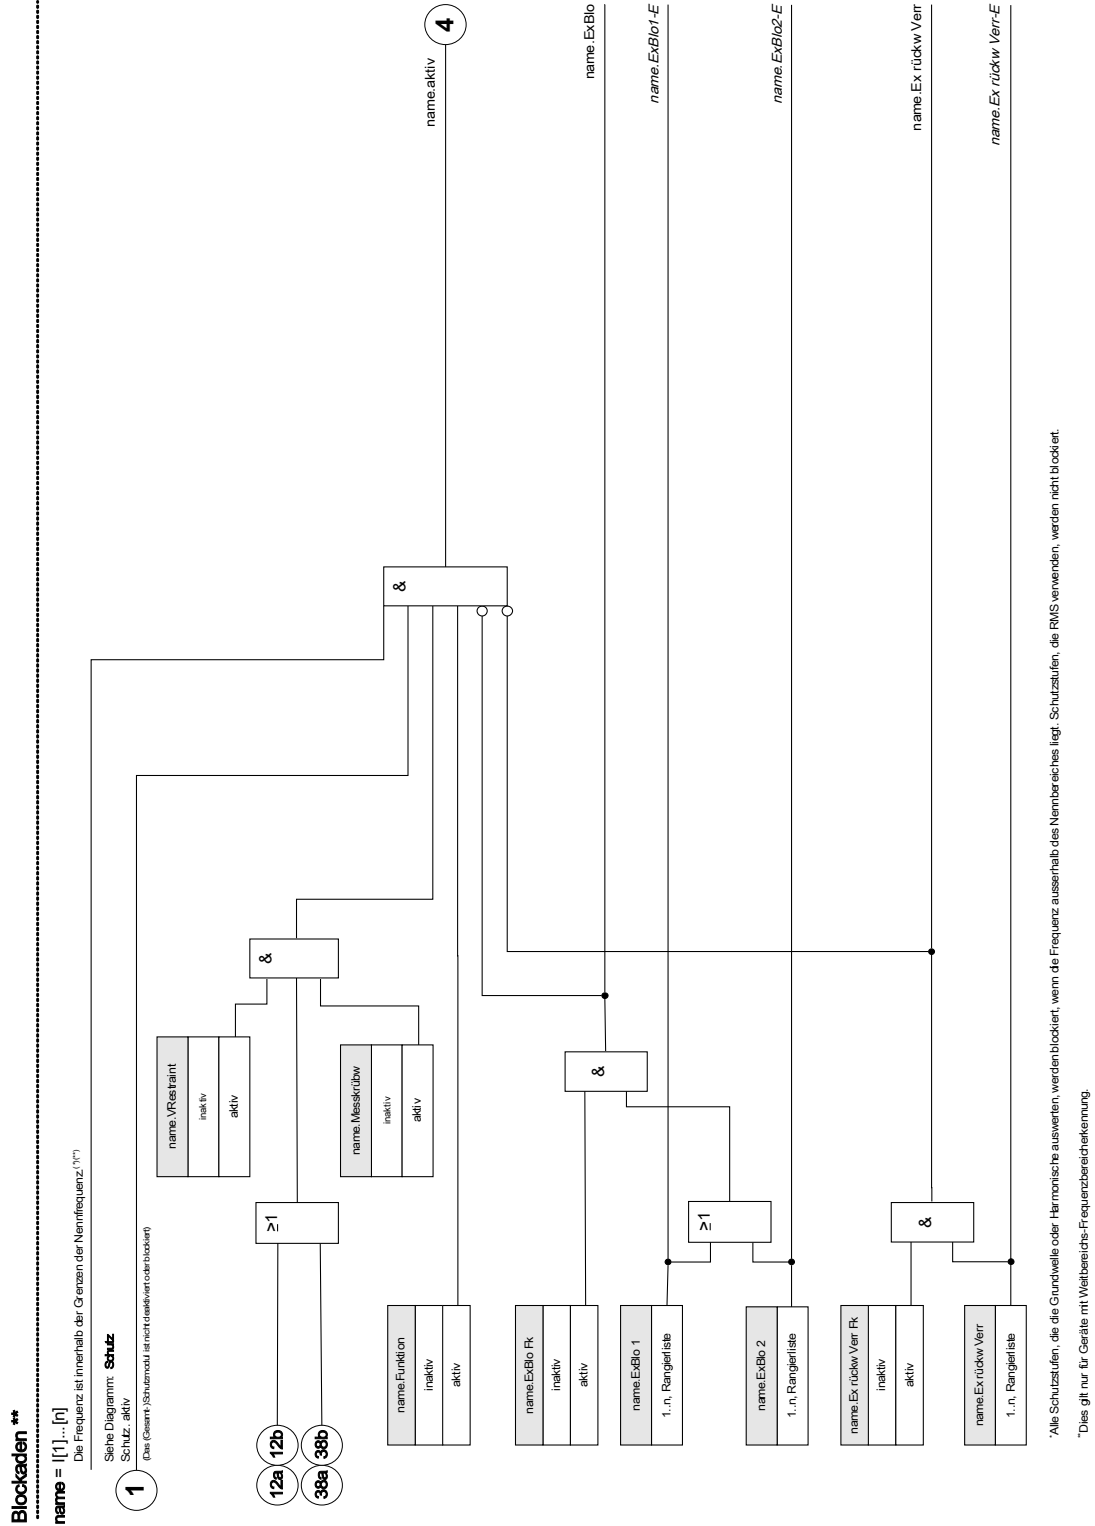 Blockaden **
name = I[1]...[n]
Die Frequenz ist innerhalb der Grenzen der Nennfrequenz.(*)(**)
Siehe Diagramm: Schutz
Schutz. aktiv
1
(Das (Gesamt-)Schutzmodul ist nicht deaktiviert oder blockiert)
name.VRestraint
inaktiv
aktiv
12a
12b
38a
38b
≥1
&
name.Messkrübw
inaktiv
aktiv
name.Funktion
inaktiv
aktiv
&
name.aktiv
4
name.ExBlo Fk
inaktiv
aktiv
&
name.ExBlo
name.ExBlo 1
1..n, Rangierliste
name.ExBlo1-E
≥1
name.ExBlo 2
1..n, Rangierliste
name.ExBlo2-E
name.Ex rückw Verr Fk
inaktiv
aktiv
&
name.Ex rückw Verr
name.Ex rückw Verr
1..n, Rangierliste
name.Ex rückw Verr-E
*Alle Schutzstufen, die die Grundwelle oder Harmonische auswerten, werden blockiert, wenn die Frequenz ausserhalb des Nennbereiches liegt. Schutzstufen, die RMS verwenden, werden nicht blockiert.
**Dies gilt nur für Geräte mit Weitbereichs-Frequenzbereicherkennung.